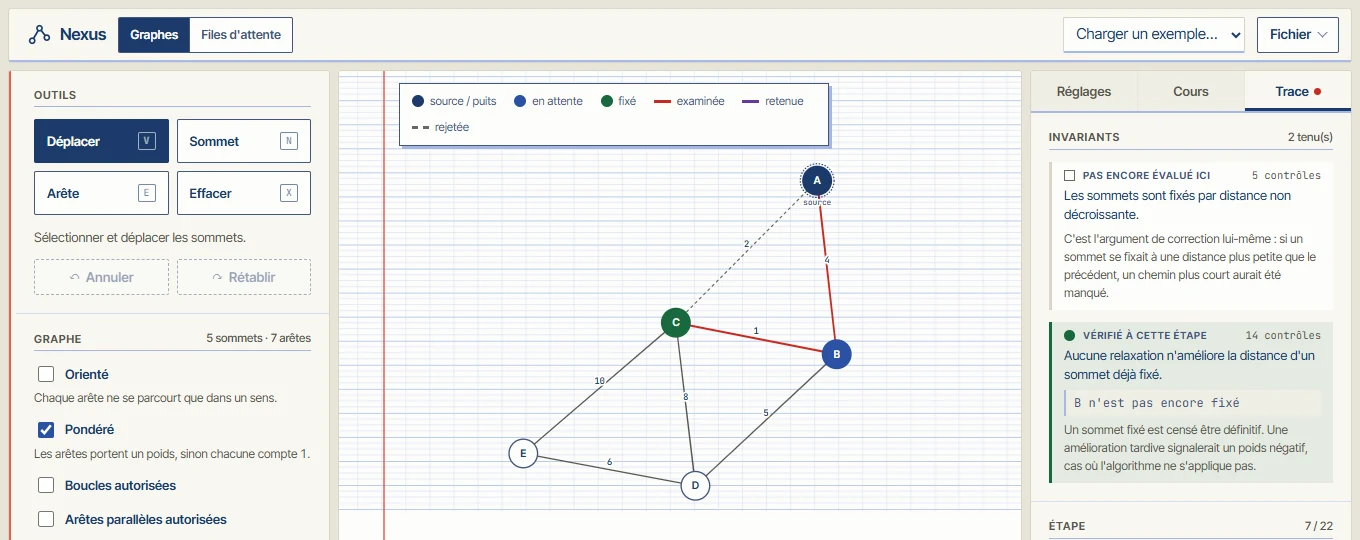 Nexus
Graphes
Files d'attente
Charger un exemple...
Fichier
OUTILS
Déplacer V
Sommet N
Arête E
Effacer X
Sélectionner et déplacer les sommets.
Annuler
Rétablir
GRAPHE
5 sommets · 7 arêtes
Orienté
Chaque arête ne se parcourt que dans un sens.
Pondéré
Les arêtes portent un poids, sinon chacune compte 1.
Boucles autorisées
Arêtes parallèles autorisées
source / puits
en attente
fixé
examinée
retenue
rejetée
A
source
2
4
C
1
B
10
8
5
E
6
D
Réglages
Cours
Trace
INVARIANTS
2 tenu(s)
PAS ENCORE ÉVALUÉ ICI
5 contrôles
Les sommets sont fixés par distance non
décroissante.
C'est l'argument de correction lui-même : si un
sommet se fixait à une distance plus petite que le
précédent, un chemin plus court aurait été
manqué.
VÉRIFIÉ À CETTE ÉTAPE
14 contrôles
Aucune relaxation n'améliore la distance d'un
sommet déjà fixé.
B n'est pas encore fixé
Un sommet fixé est censé être définitif. Une
amélioration tardive signalerait un poids négatif,
cas où l'algorithme ne s'applique pas.
ÉTAPE
7 / 22